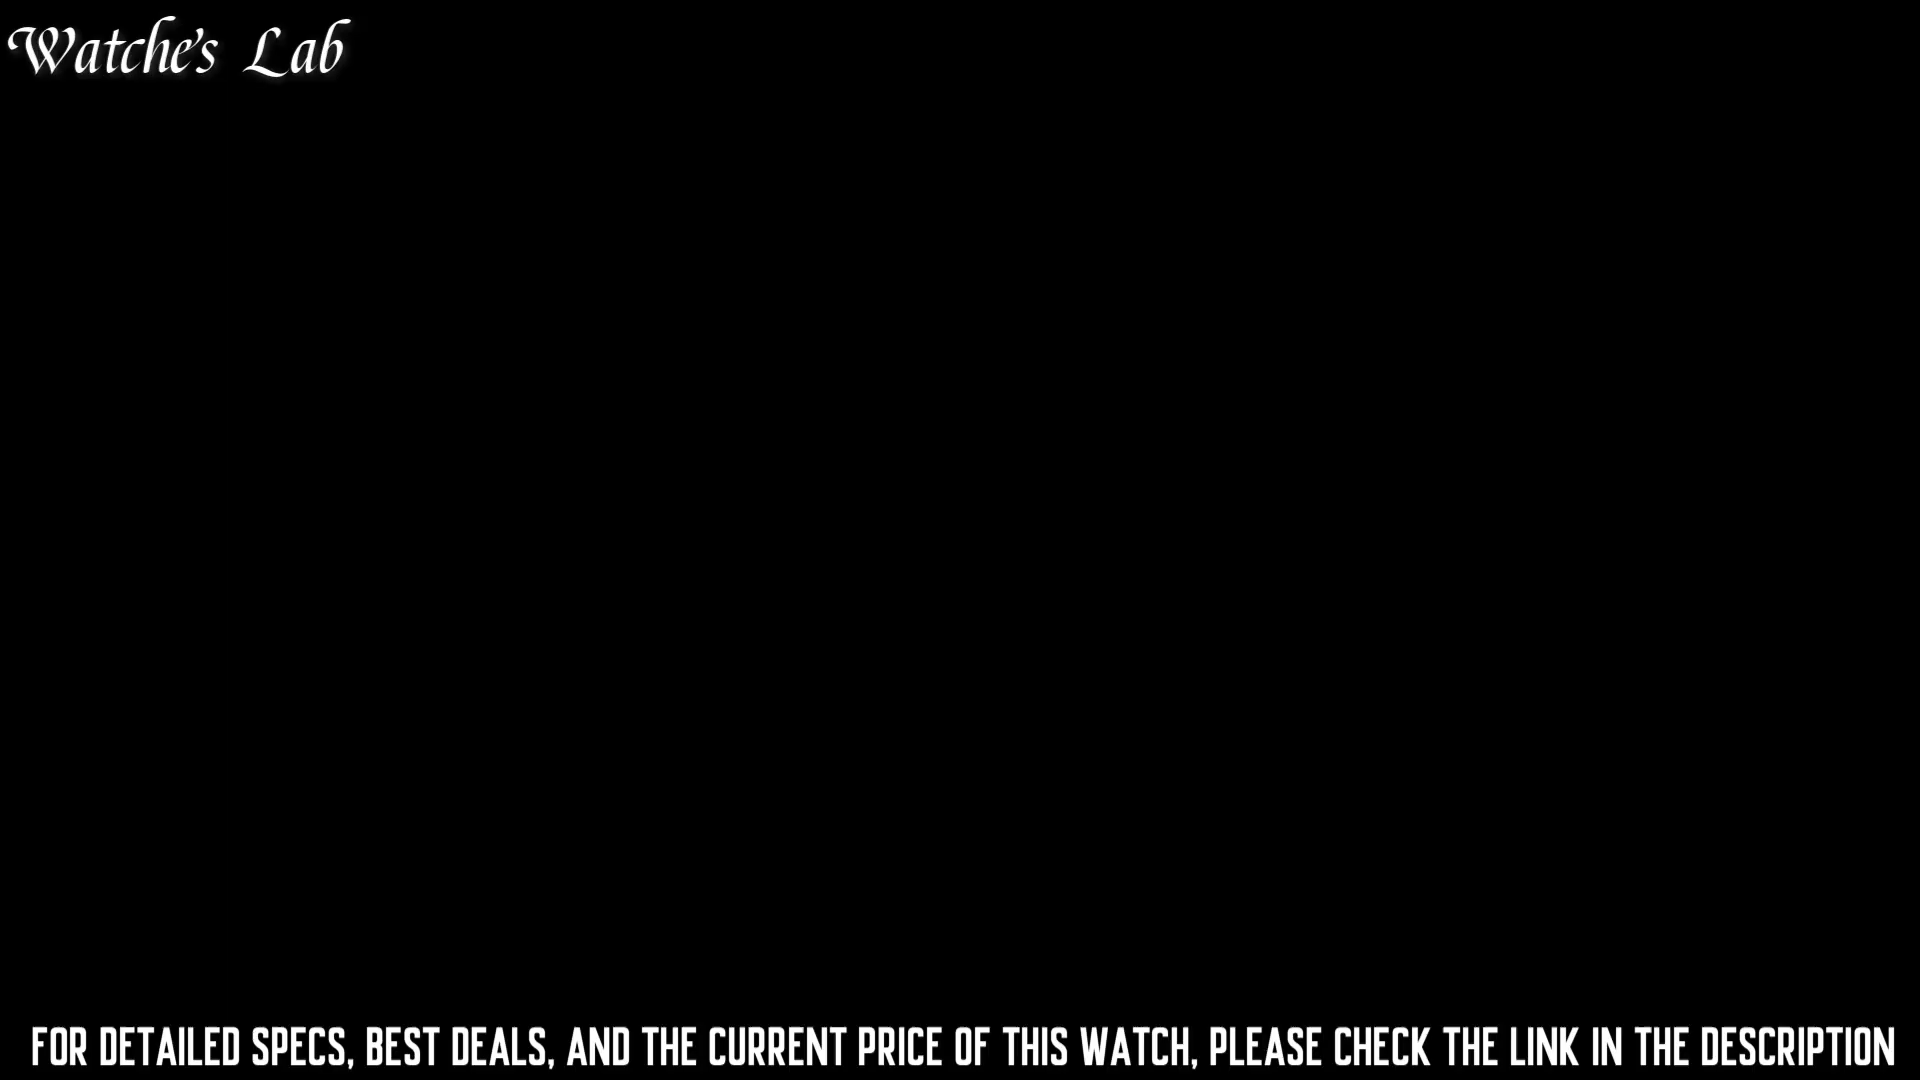 Watche's Lab
FOR DETAILED SPECS, BEST DEALS, AND THE CURRENT PRICE OF THIS WATCH, PLEASE CHECK THE LINK IN THE DESCRIPTION